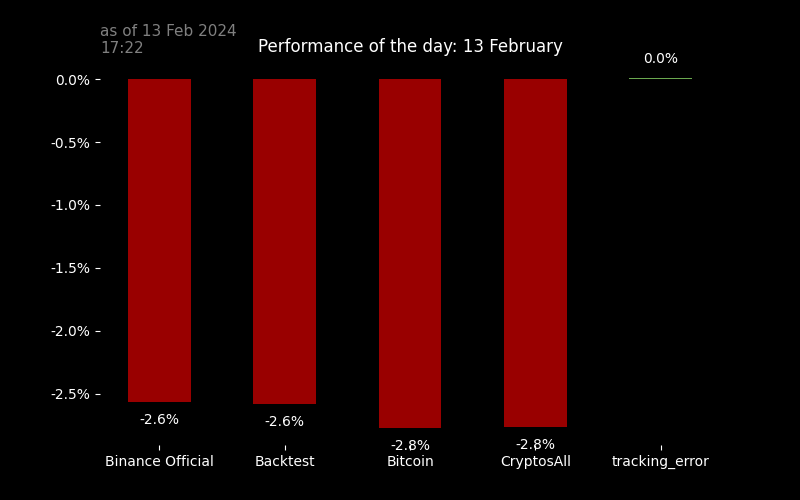 as of 13 Feb 2024
17:22
Performance of the day: 13 February
0.0%
0.0%
-0.5%
-1.0%
-1.5%
-2.0%
-2.5%
-2.6%
-2.6%
-2.8%
-2.8%
Binance Official
Backtest
Bitcoin
CryptosAll
tracking_error